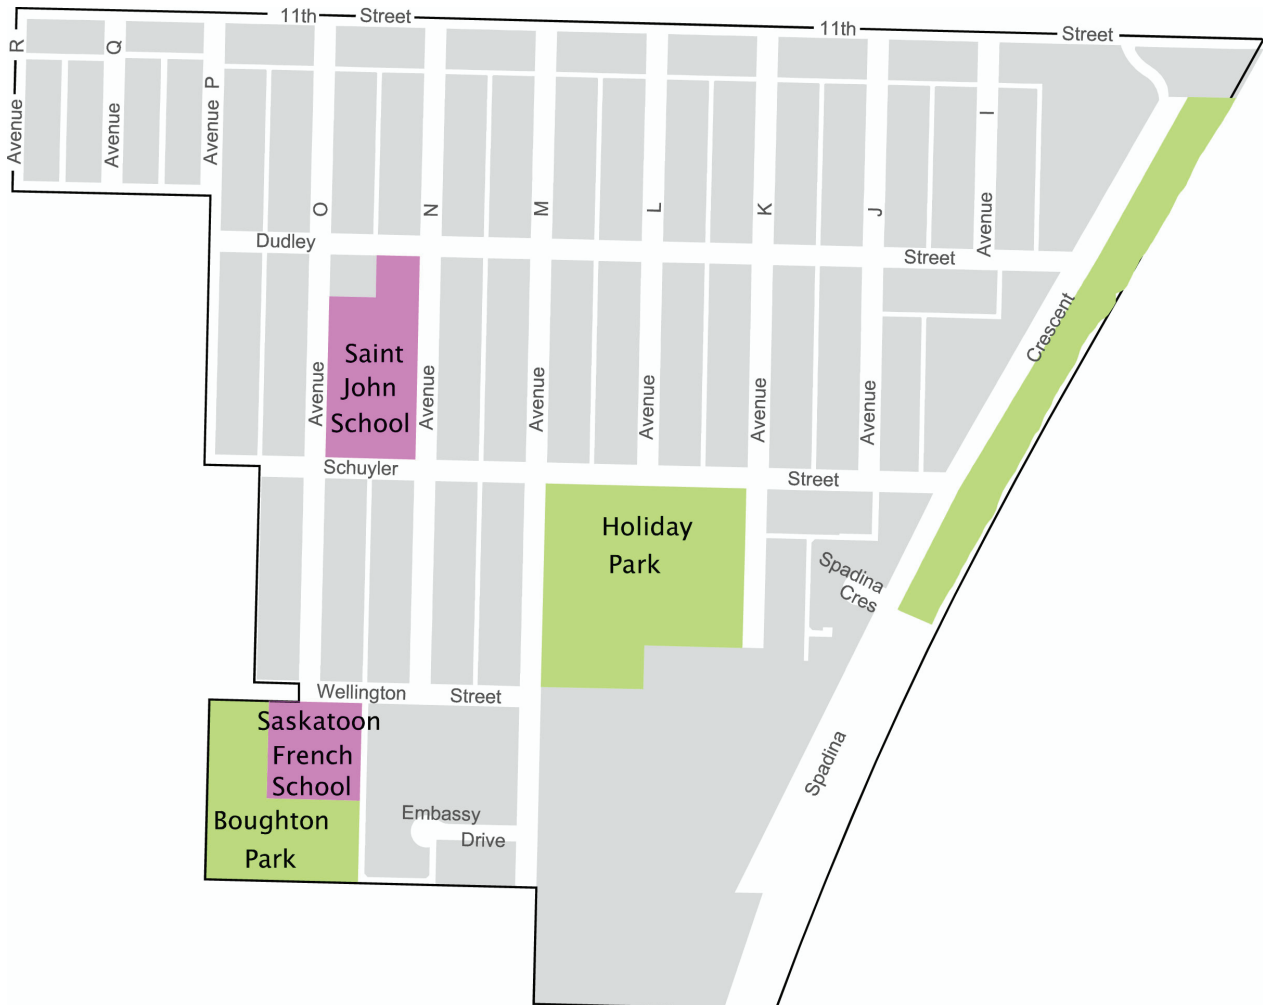 11th Street
11th Street
Avenue R
Avenue Q
Avenue P
Avenue O
Avenue N
Avenue M
Avenue L
Avenue K
Avenue J
Avenue I
Dudley Street
Crescent
Saint
John
School
Schuyler Street
Holiday
Park
Spadina
Cres
Wellington Street
Saskatoon
French
School
Spadina
Embassy
Drive
Boughton
Park